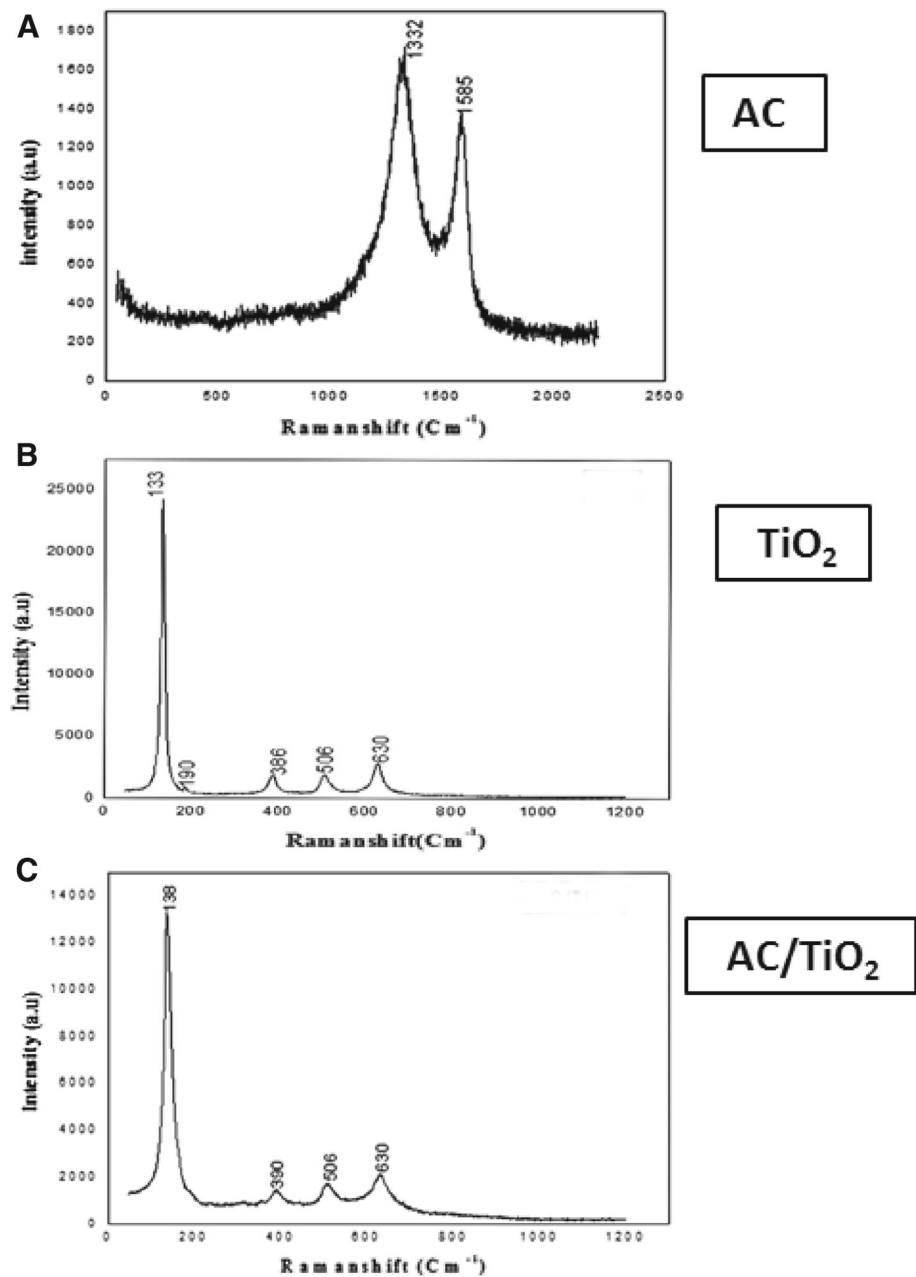 A
1800
1600
1400
1200
1000
800
600
400
200
0
1332
1585
intensity (a.u)
0 500 1000 1500 2000 2500
Ramanshift (Cm⁻¹)
AC
B
25000
20000
15000
10000
5000
0
133
190
386
506
630
Intensity (a.u)
0 200 400 600 800 1000 1200
Ramanshift(Cm⁻¹)
TiO₂
C
14000
12000
10000
8000
6000
4000
2000
0
138
390
506
630
Intensity (a.u)
0 200 400 600 800 1000 1200
Ramanshift (Cm⁻¹)
AC/TiO₂